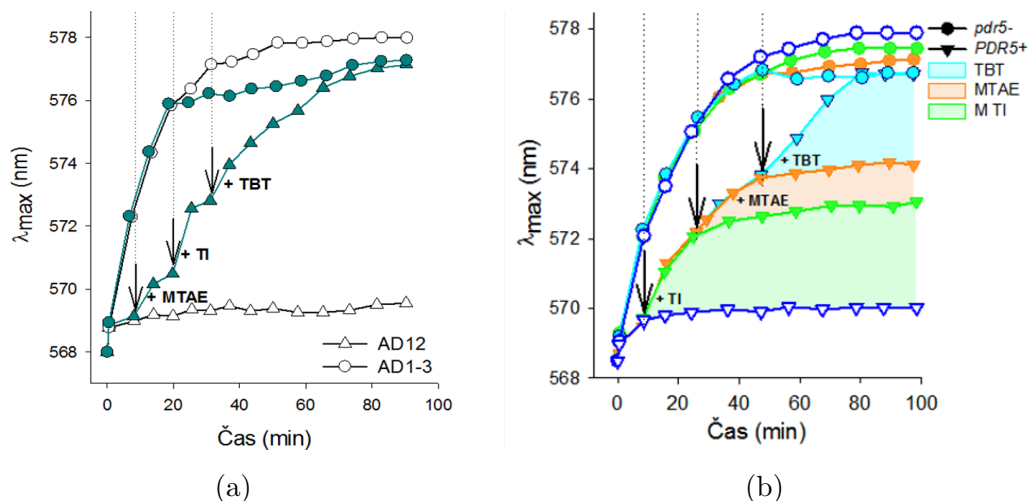 578
576
574
572
570
568
λmax (nm)
+ TBT
+ TI
+ MTAE
AD12
AD1-3
0 20 40 60 80 100
Čas (min)
(a)
578
576
574
572
570
568
λmax (nm)
pdr5-
PDR5+
TBT
MTAE
M TI
+ TBT
+ MTAE
+ TI
0 20 40 60 80 100
Čas (min)
(b)